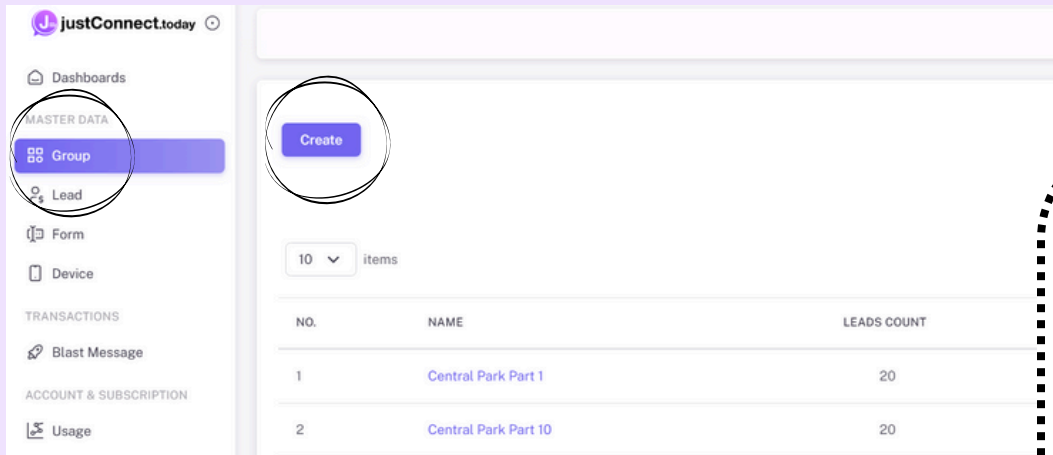 justConnect.today
Dashboards
MASTER DATA
Group
Lead
Form
Device
TRANSACTIONS
Blast Message
ACCOUNT & SUBSCRIPTION
Usage
Create
10 items
NO. NAME LEADS COUNT
1 Central Park Part 1 20
2 Central Park Part 10 20